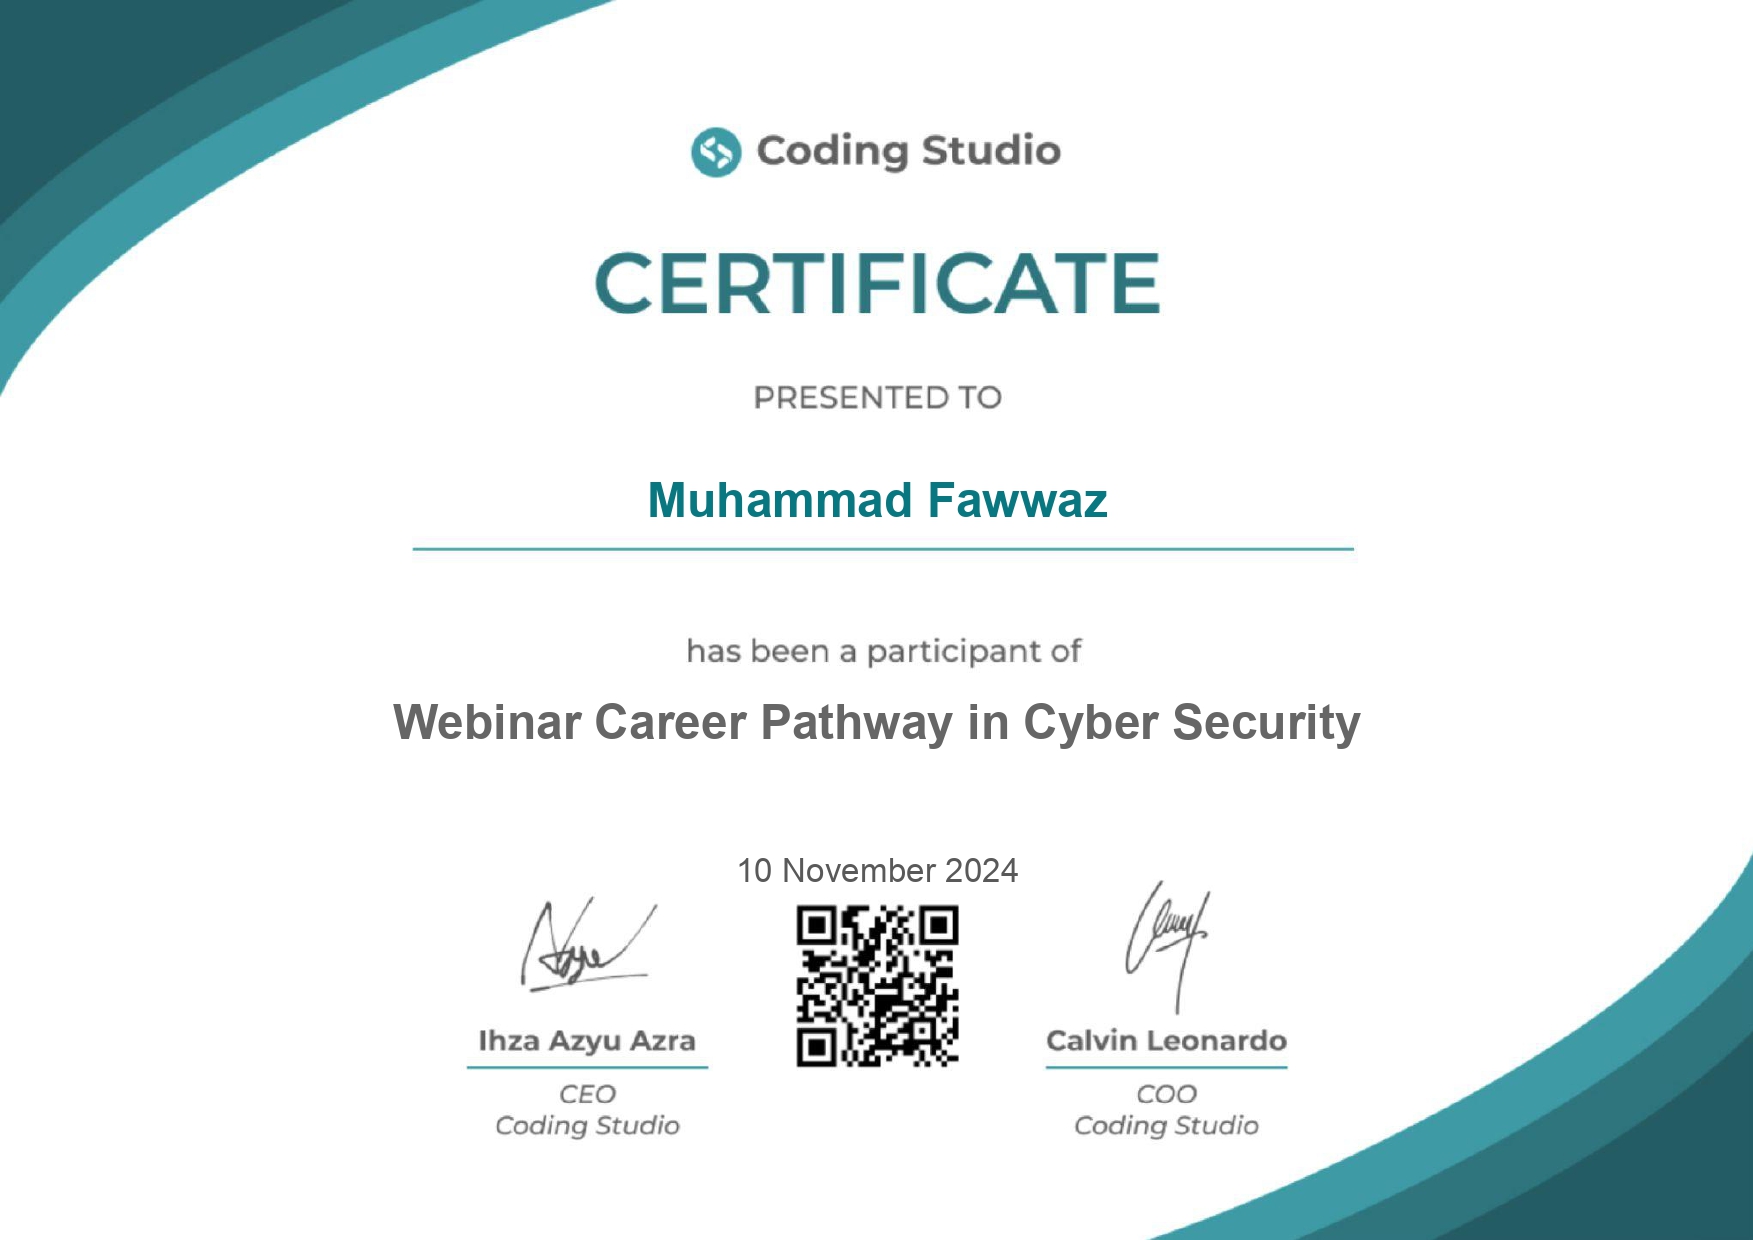 Coding Studio
CERTIFICATE
PRESENTED TO
Muhammad Fawwaz
has been a participant of
Webinar Career Pathway in Cyber Security
10 November 2024
Ihza Azyu Azra
CEO
Coding Studio
Calvin Leonardo
COO
Coding Studio